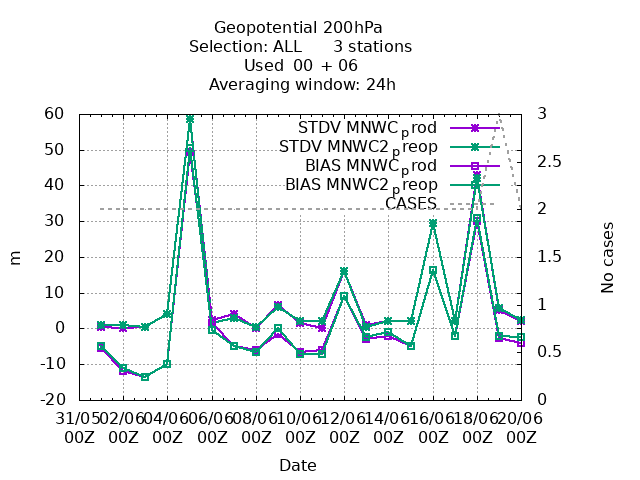 Geopotential 200hPa
Selection: ALL 3 stations
Used 00 + 06
Averaging window: 24h
60
50
40
30
20
10
0
-10
-20
m
3
2.5
2
1.5
1
0.5
0
No cases
STDV MNWC_prod
STDV MNWC2_preop
BIAS MNWC_prod
BIAS MNWC2_preop
CASES
31/05 02/06 04/06 06/06 08/06 10/06 12/06 14/06 16/06 18/06 20/06
00Z 00Z 00Z 00Z 00Z 00Z 00Z 00Z 00Z 00Z 00Z
Date